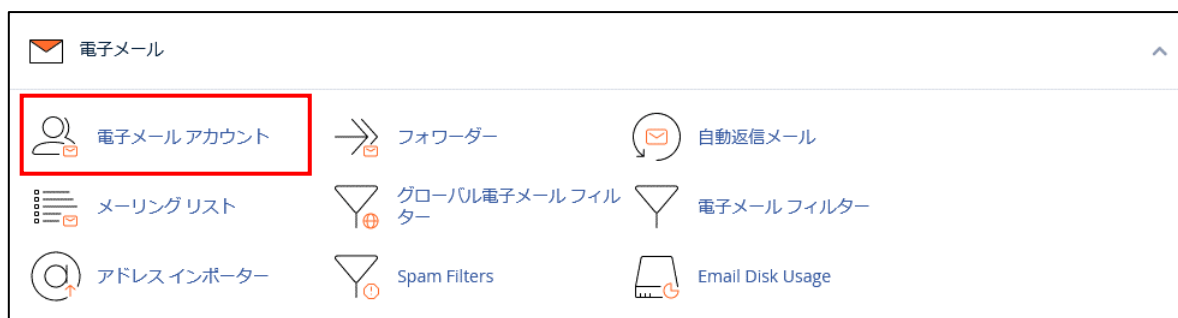 電子メール
電子メール アカウント
フォワーダー
自動返信メール
メーリング リスト
グローバル電子メール フィル
ター
電子メール フィルター
アドレス インポーター
Spam Filters
Email Disk Usage